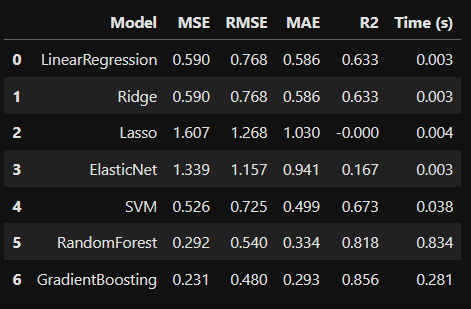 Model MSE RMSE MAE R2 Time (s)
0 LinearRegression 0.590 0.768 0.586 0.633 0.003
1 Ridge 0.590 0.768 0.586 0.633 0.003
2 Lasso 1.607 1.268 1.030 -0.000 0.004
3 ElasticNet 1.339 1.157 0.941 0.167 0.003
4 SVM 0.526 0.725 0.499 0.673 0.038
5 RandomForest 0.292 0.540 0.334 0.818 0.834
6 GradientBoosting 0.231 0.480 0.293 0.856 0.281